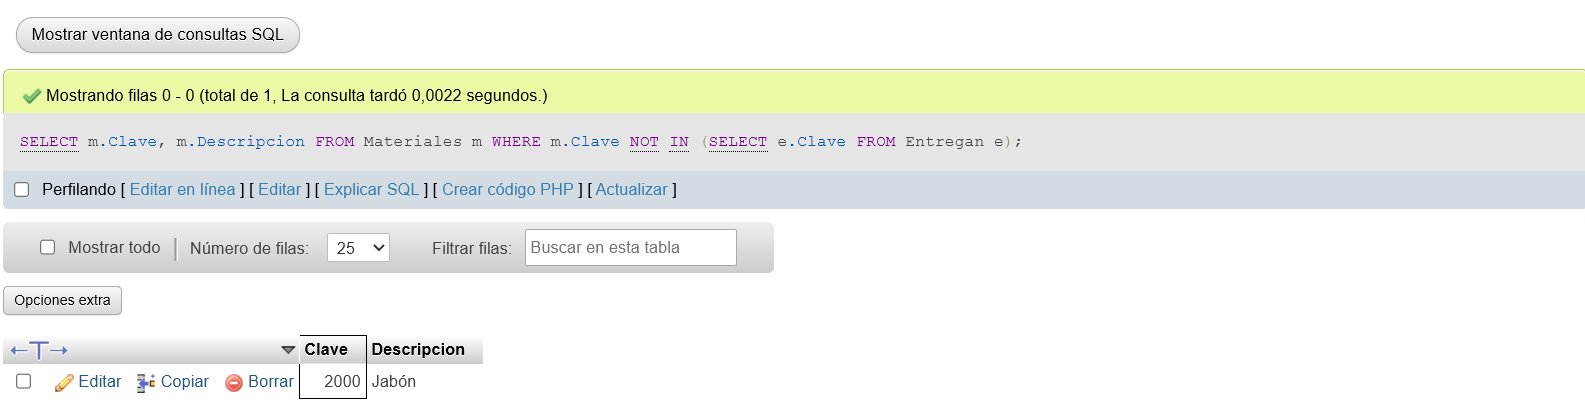 Mostrar ventana de consultas SQL
Mostrando filas 0 - 0 (total de 1, La consulta tardó 0,0022 segundos.)
SELECT m.Clave, m.Descripcion FROM Materiales m WHERE m.Clave NOT IN (SELECT e.Clave FROM Entregan e);
Perfilando [ Editar en línea ] [ Editar ] [ Explicar SQL ] [ Crear código PHP ] [ Actualizar ]
Mostrar todo Número de filas: 25 Filtrar filas: Buscar en esta tabla
Opciones extra
←T→ Clave Descripcion
Editar Copiar Borrar 2000 Jabón